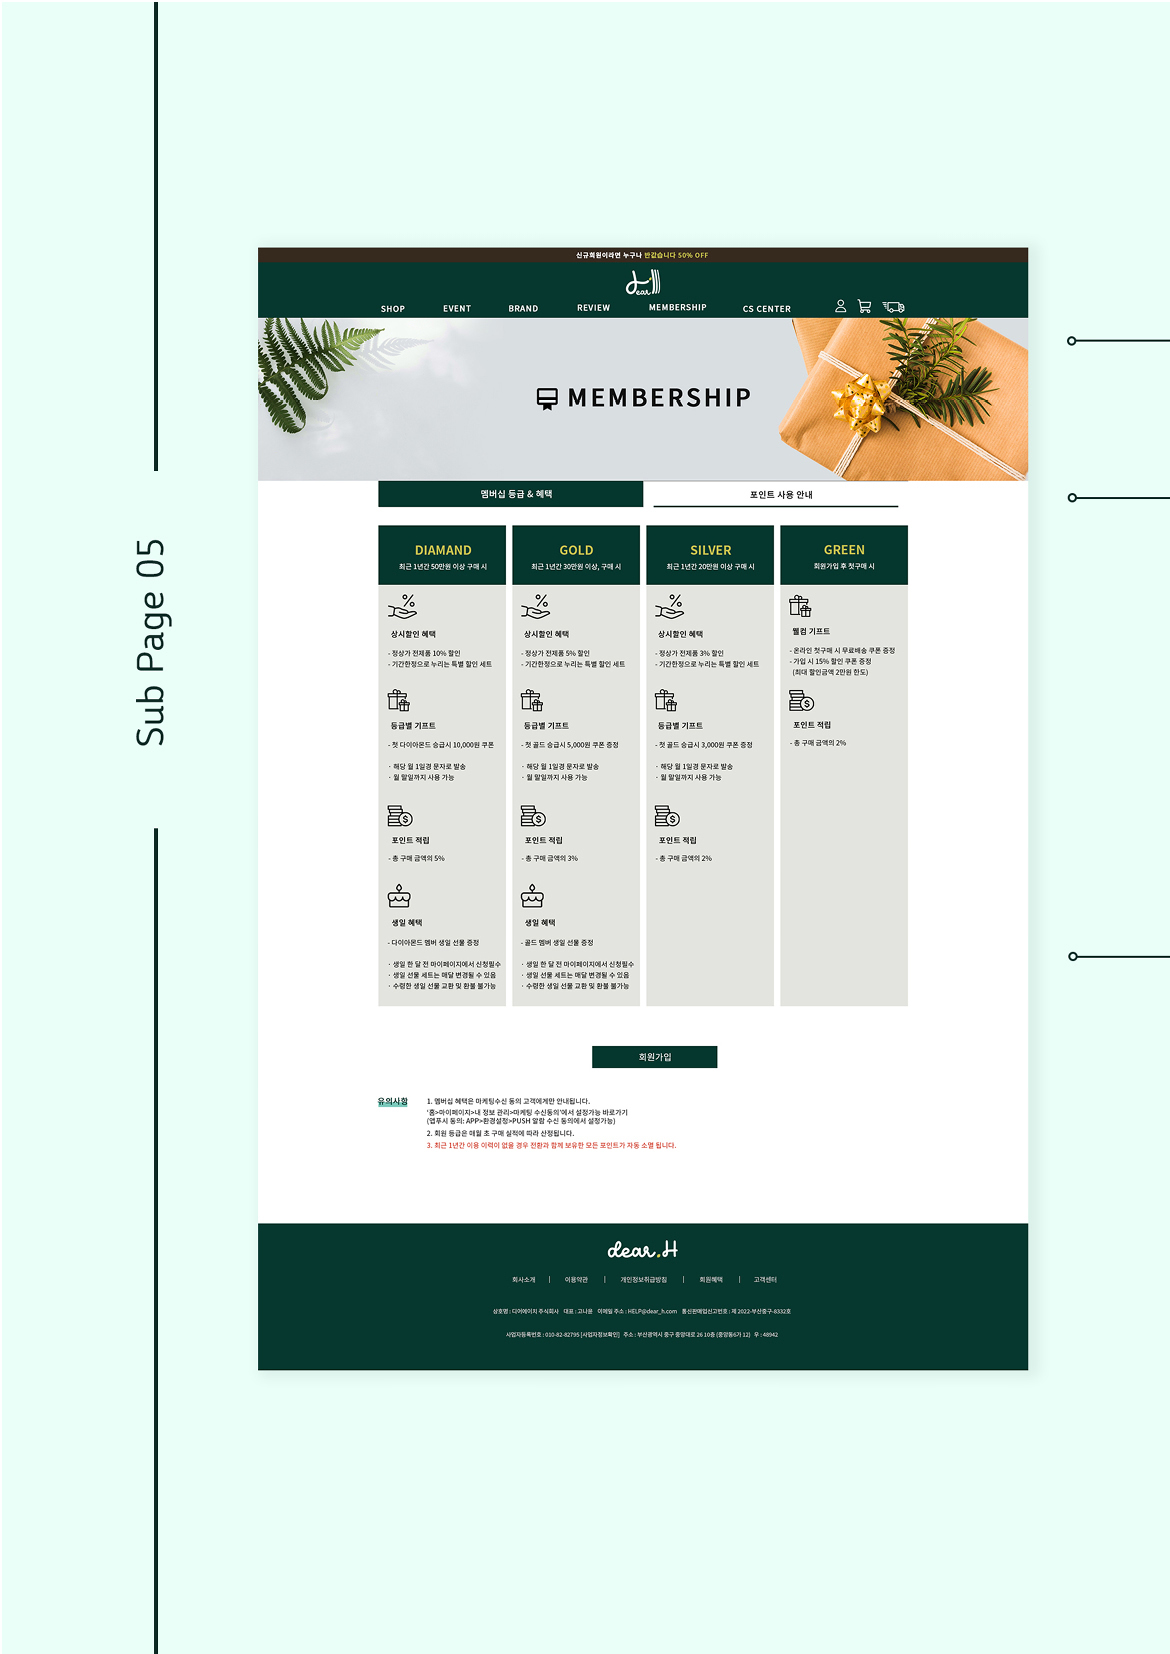 Sub Page 05
신규회원이라면 누구나 반값습니다 50% OFF
dear
SHOP EVENT BRAND REVIEW MEMBERSHIP CS CENTER
MEMBERSHIP
멤버십 등급 & 혜택
포인트 사용 안내
DIAMAND
최근 1년간 50만원 이상 구매 시
상시할인 혜택
- 정상가 전제품 10% 할인
- 기간한정으로 누리는 특별 할인 세트
등급별 기프트
- 첫 다이아몬드 승급시 10,000원 쿠폰
· 해당 월 1일경 문자로 발송
· 월 말일까지 사용 가능
포인트 적립
- 총 구매 금액의 5%
생일 혜택
- 다이아몬드 멤버 생일 선물 증정
· 생일 한 달 전 마이페이지에서 신청필수
· 생일 선물 세트는 매달 변경될 수 있음
· 수령한 생일 선물 교환 및 환불 불가능
GOLD
최근 1년간 30만원 이상, 구매 시
상시할인 혜택
- 정상가 전제품 5% 할인
- 기간한정으로 누리는 특별 할인 세트
등급별 기프트
- 첫 골드 승급시 5,000원 쿠폰 증정
· 해당 월 1일경 문자로 발송
· 월 말일까지 사용 가능
포인트 적립
- 총 구매 금액의 3%
생일 혜택
- 골드 멤버 생일 선물 증정
· 생일 한 달 전 마이페이지에서 신청필수
· 생일 선물 세트는 매달 변경될 수 있음
· 수령한 생일 선물 교환 및 환불 불가능
SILVER
최근 1년간 20만원 이상 구매 시
상시할인 혜택
- 정상가 전제품 3% 할인
- 기간한정으로 누리는 특별 할인 세트
등급별 기프트
- 첫 골드 승급시 3,000원 쿠폰 증정
· 해당 월 1일경 문자로 발송
· 월 말일까지 사용 가능
포인트 적립
- 총 구매 금액의 2%
GREEN
회원가입 후 첫구매 시
웰컴 기프트
- 온라인 첫구매 시 무료배송 쿠폰 증정
- 가입 시 15% 할인 쿠폰 증정
(최대 할인금액 2만원 한도)
포인트 적립
- 총 구매 금액의 2%
회원가입
유의사항
1. 멤버십 혜택은 마케팅수신 동의 고객에게만 안내됩니다.
'홈>마이페이지>내 정보 관리>마케팅 수신동의'에서 설정가능 바로가기
(앱푸시 동의: APP>환경설정>PUSH 알람 수신 동의에서 설정가능)
2. 회원 등급은 매월 초 구매 실적에 따라 산정됩니다.
3. 최근 1년간 이용 이력이 없을 경우 전환과 함께 보유한 모든 포인트가 자동 소멸 됩니다.
dear.H
회사소개 | 이용약관 | 개인정보취급방침 | 회원혜택 | 고객센터
상호명 : 디어에이치 주식회사 대표 : 고나윤 이메일 주소 : HELP@dear_h.com 통신판매업신고번호 : 제 2022-부산중구-8332호
사업자등록번호 : 010-82-82795 [사업자정보확인] 주소 : 부산광역시 중구 중앙대로 26 10층 (중앙동6가 12) 우 : 48942